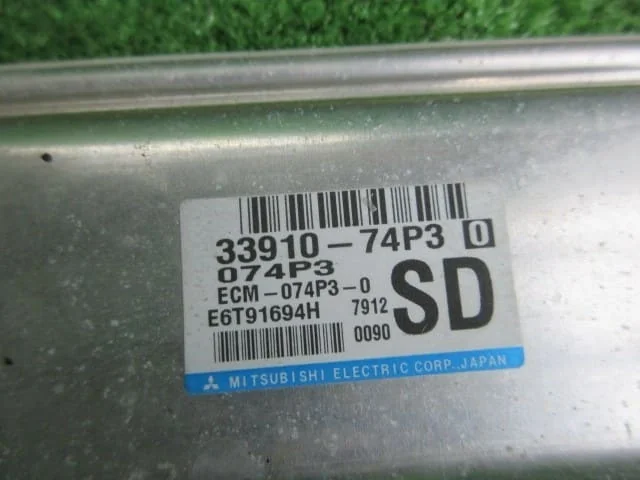 33910-74P3 0
074P3
ECM-074P3-0
E6T91694H 7912
SD
0090
MITSUBISHI ELECTRIC CORP., JAPAN